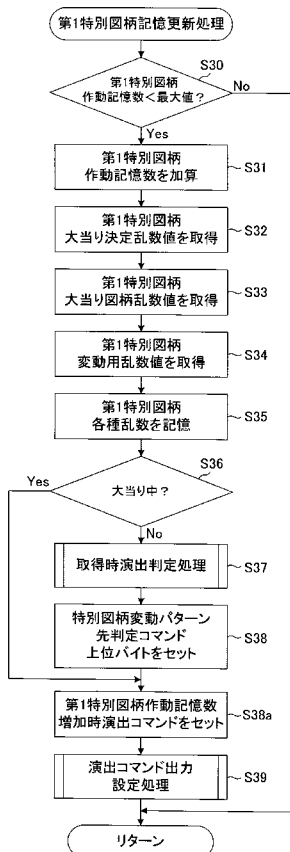 第1特別図柄記憶更新処理
S30
第1特別図柄
作動記憶数<最大値?
No
Yes
第1特別図柄
作動記憶数を加算
S31
第1特別図柄
大当り決定乱数値を取得
S32
第1特別図柄
大当り図柄乱数値を取得
S33
第1特別図柄
変動用乱数値を取得
S34
第1特別図柄
各種乱数を記憶
S35
S36
Yes
大当り中?
No
取得時演出判定処理
S37
特別図柄変動パターン
先判定コマンド
上位バイトをセット
S38
第1特別図柄作動記憶数
増加時演出コマンドをセット
S38a
演出コマンド出力
設定処理
S39
リターン